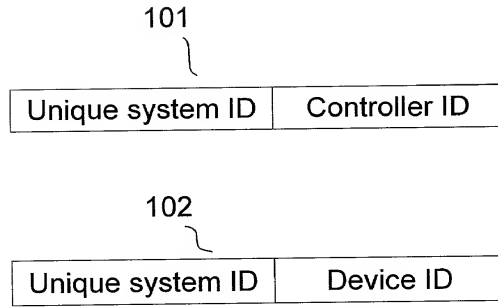 101
Unique system ID Controller ID
102
Unique system ID Device ID